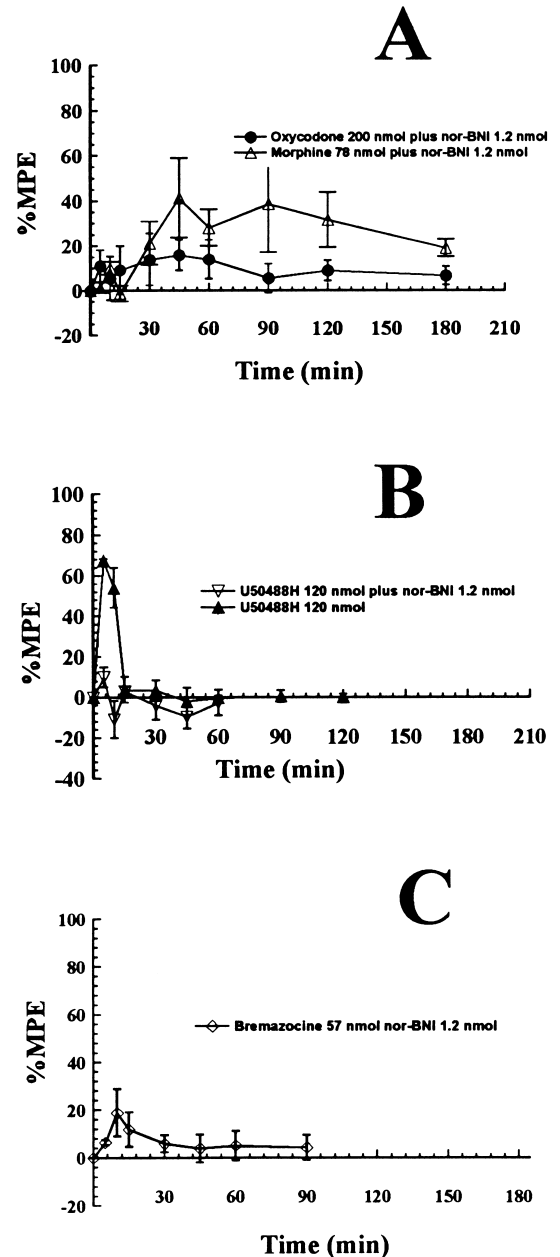 A
100
80
60
40
20
0
-20
%MPE
Oxycodone 200 nmol plus nor-BNI 1.2 nmol
Morphine 78 nmol plus nor-BNI 1.2 nmol
30 60 90 120 150 180 210
Time (min)
B
100
80
60
40
20
0
-20
-40
%MPE
U50488H 120 nmol plus nor-BNI 1.2 nmol
U50488H 120 nmol
30 60 90 120 150 180 210
Time (min)
C
100
80
60
40
20
0
-20
%MPE
Bremazocine 57 nmol nor-BNI 1.2 nmol
30 60 90 120 150 185
Time (min)